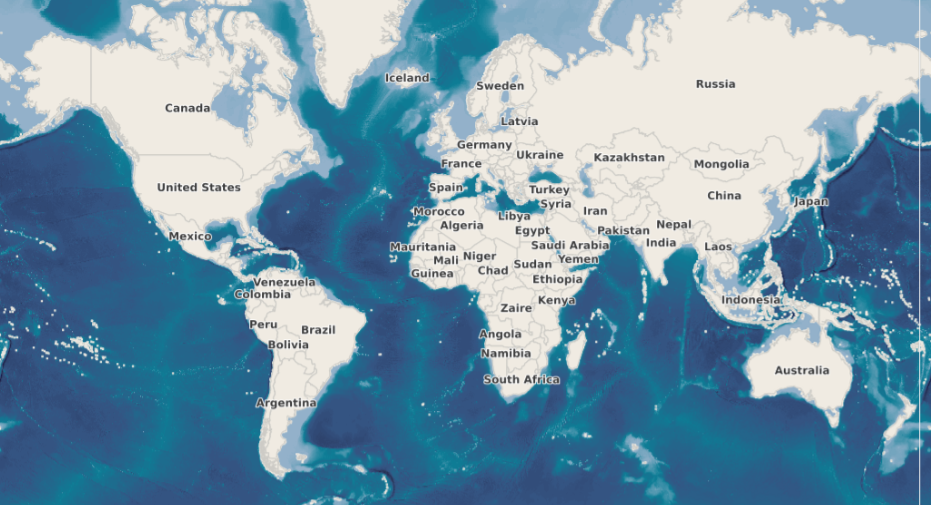 Iceland
Sweden
Russia
Canada
Latvia
Germany
Ukraine
Kazakhstan
France
Mongolia
United States
Spain
Turkey
China
Syria
Japan
Morocco
Libya
Iran
Algeria
Egypt
Pakistan
Nepal
Mexico
Mauritania
Saudi Arabia
India
Laos
Mali
Niger
Sudan
Yemen
Guinea
Chad
Ethiopia
Venezuela
Colombia
Kenya
Indonesia
Zaire
Peru
Brazil
Angola
Bolivia
Namibia
Australia
South Africa
Argentina